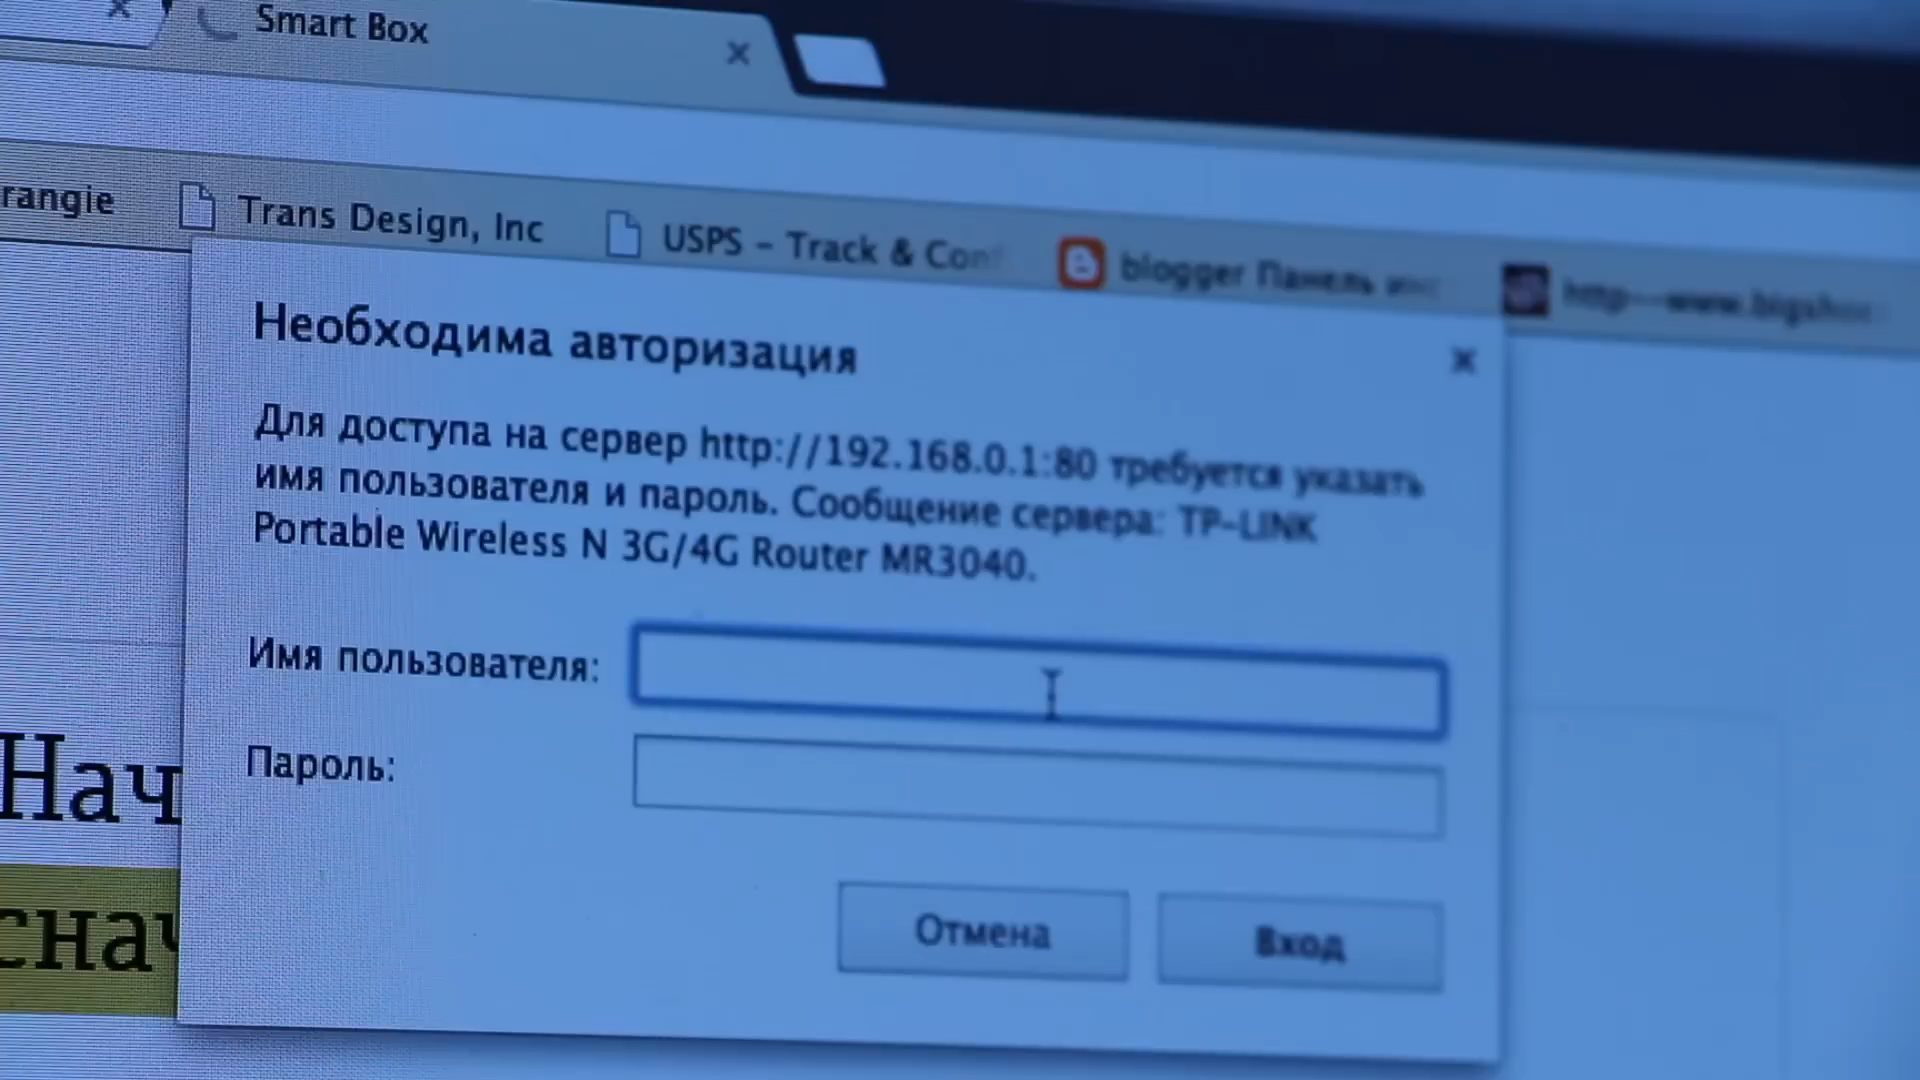 Smart Box
rangie
Trans Design, Inc
USPS – Track & Con
blogger Панель
Необходима авторизация
Для доступа на сервер http://192.168.0.1:80 требуется указать
имя пользователя и пароль. Сообщение сервера: TP-LINK
Portable Wireless N 3G/4G Router MR3040.
Имя пользователя:
Пароль:
Нач
снач
Отмена
Вход